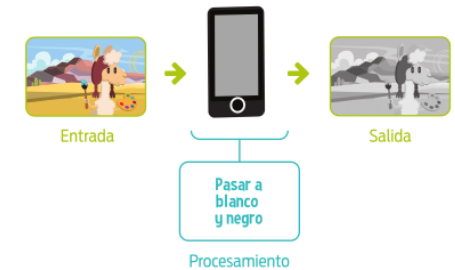 Entrada
Salida
Pasar a
blanco
y negro
Procesamiento